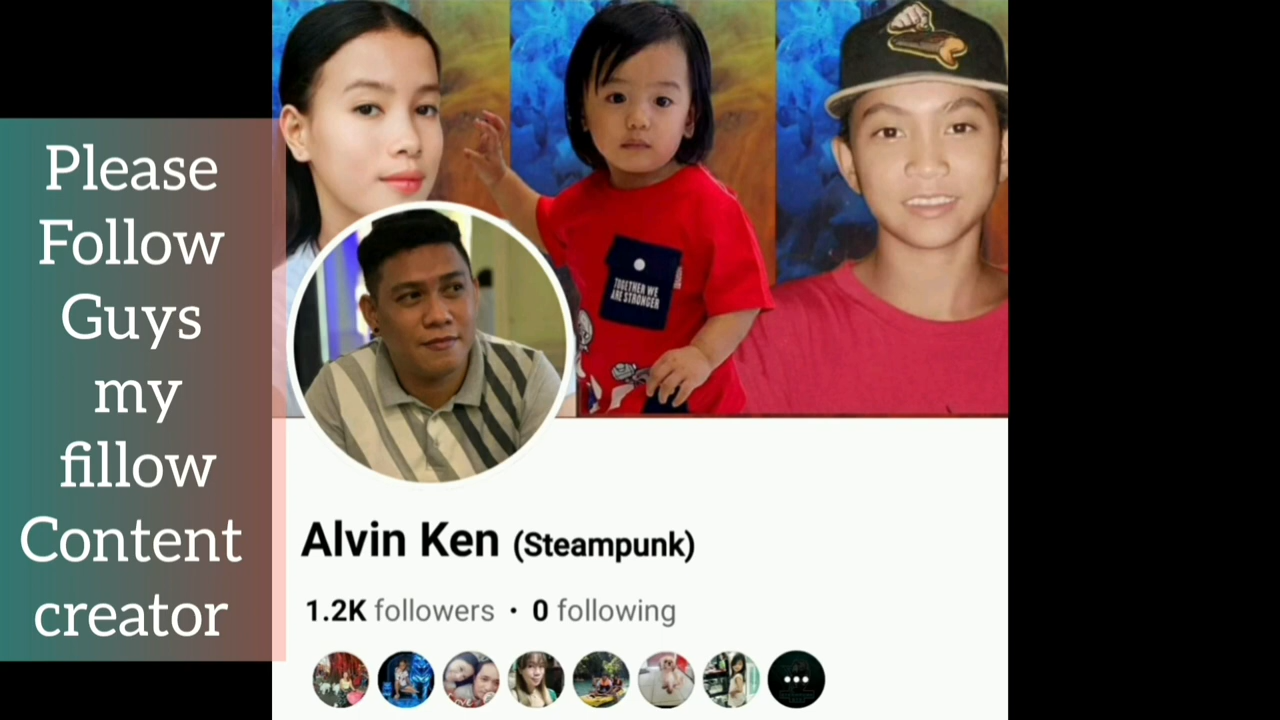 Please
Follow
Guys
my
fillow
Content
creator
TOGETHER WE
ARE STRONGER
Alvin Ken (Steampunk)
1.2K followers • 0 following